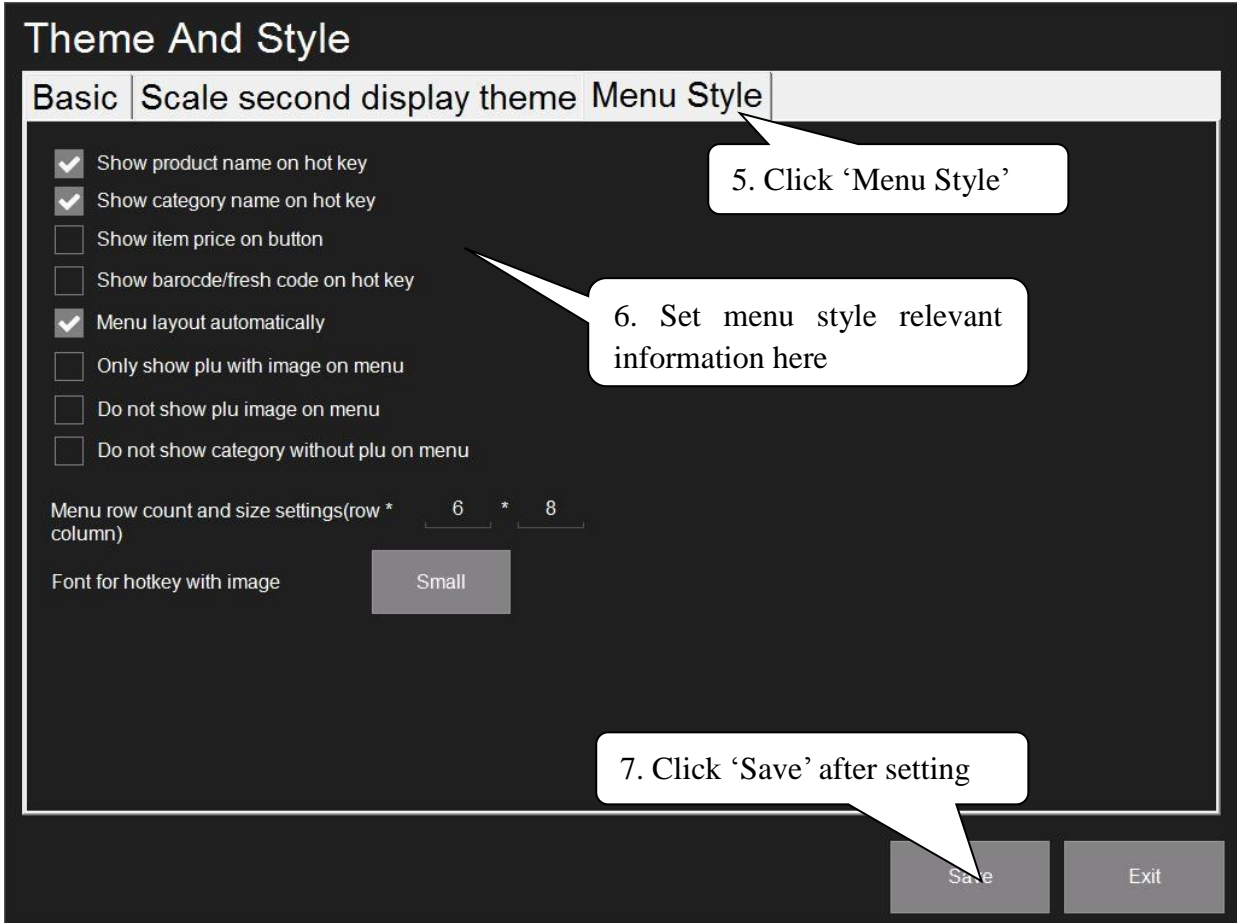 Theme And Style
Basic Scale second display theme Menu Style
5. Click ‘Menu Style’
Show product name on hot key
Show category name on hot key
Show item price on button
Show barocde/fresh code on hot key
6. Set menu style relevant
information here
Menu layout automatically
Only show plu with image on menu
Do not show plu image on menu
Do not show category without plu on menu
Menu row count and size settings(row * 6 * 8
column)
Font for hotkey with image Small
7. Click ‘Save’ after setting
Save Exit